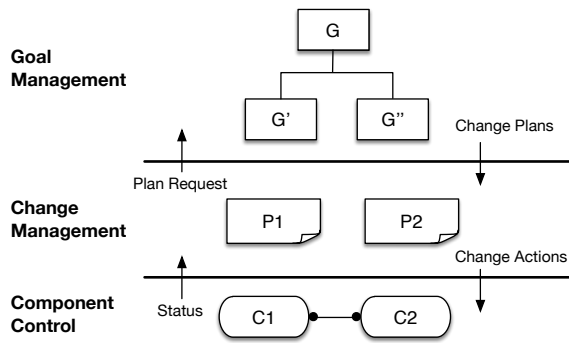 G
Goal
Management
G'
G''
Change Plans
Plan Request
Change
Management
P1
P2
Change Actions
Status
Component
Control
C1
C2